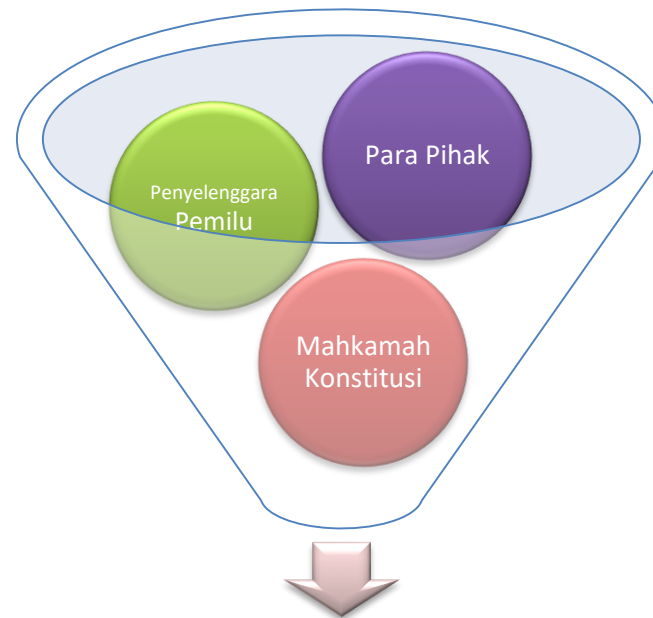 Para Pihak
Penyelenggara
Pemilu
Mahkamah
Konstitusi